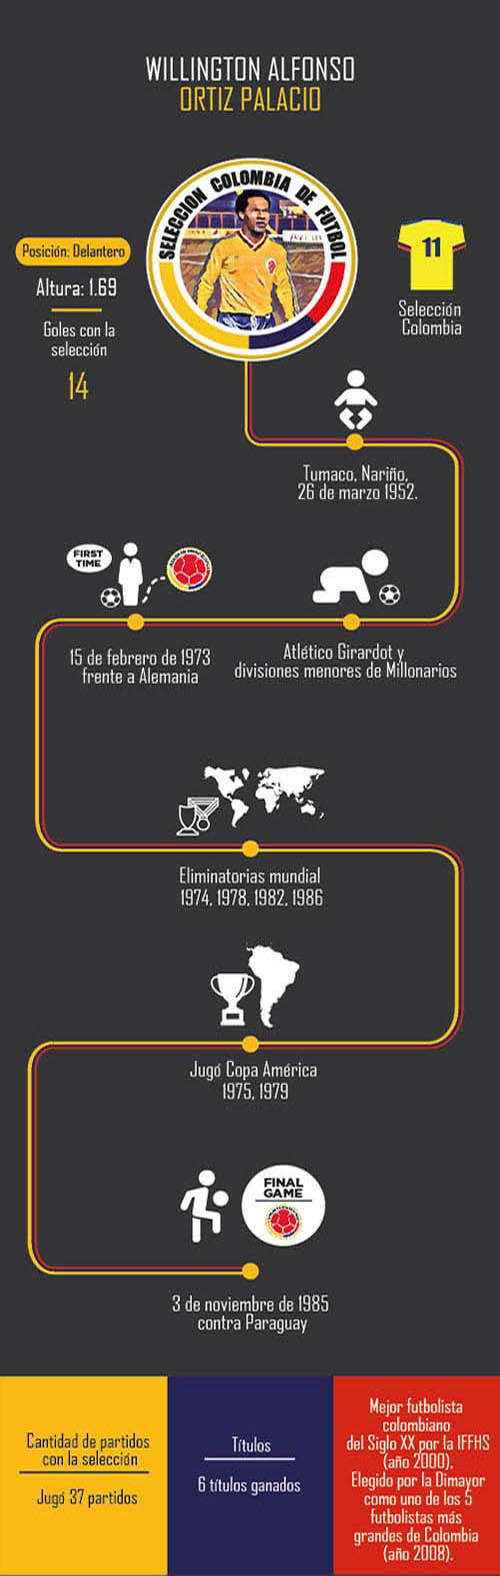 WILLINGTON ALFONSO
ORTIZ PALACIO
SELECCION COLOMBIA DE FUTBOL
Posición: Delantero
Altura: 1.69
Goles con la
selección
14
11
Selección
Colombia
Tumaco, Nariño,
26 de marzo 1952.
FIRST
TIME
15 de febrero de 1973
frente a Alemania
Atlético Girardot y
divisiones menores de Millonarios
Eliminatorias mundial
1974, 1978, 1982, 1986
Jugó Copa América
1975, 1979
FINAL
GAME
3 de noviembre de 1985
contra Paraguay
Cantidad de partidos
con la selección
Jugó 37 partidos
Títulos
6 títulos ganados
Mejor futbolista
colombiano
del Siglo XX por la IFFHS
(año 2000).
Elegido por la Dimayor
como uno de los 5
futbolistas más
grandes de Colombia
(año 2008).